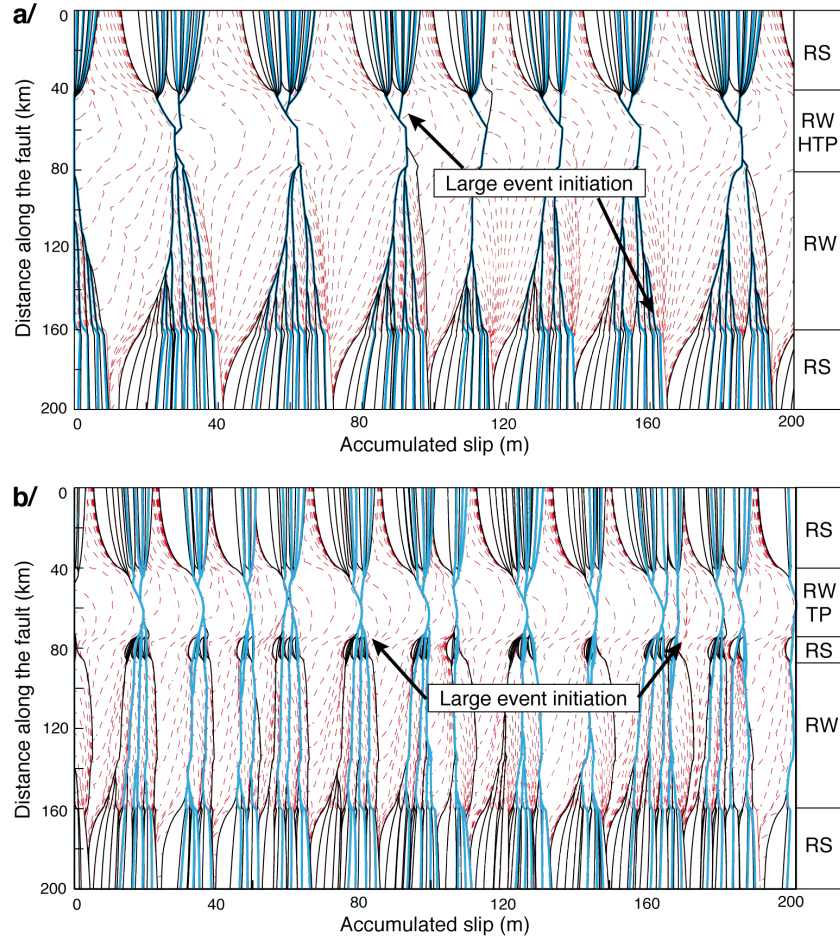 a/
Distance along the fault (km)
0
40
80
120
160
200
Large event initiation
RS
RW
HTP
RW
RS
0
40
80
100
120
160
200
Accumulated slip (m)
b/
Distance along the fault (km)
0
40
60
80
120
160
200
Large event initiation
RS
RW
TP
RS
RW
RS
0
40
80
120
160
200
Accumulated slip (m)